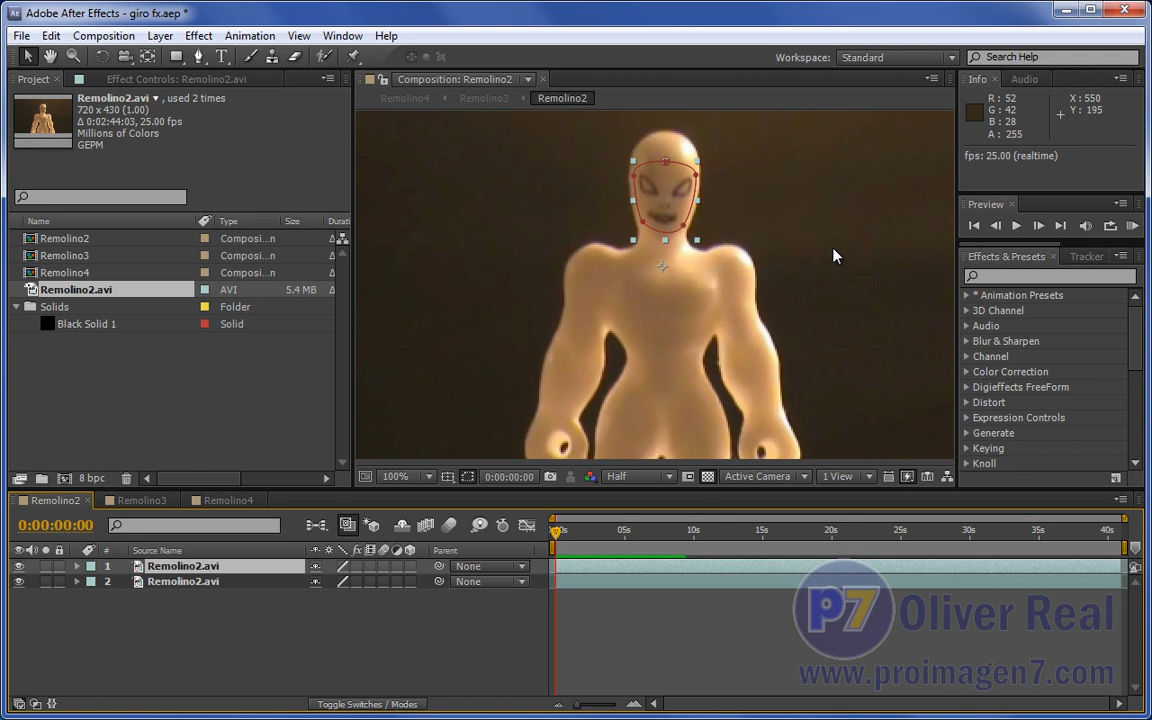 Adobe After Effects - giro fx.aep *
File Edit Composition Layer Effect Animation View Window Help
Workspace: Standard Search Help
Project Effect Controls: Remolino2.avi
Composition: Remolino2
Info Audio
Remolino2.avi ▾, used 2 times
720 x 430 (1.00)
Δ 0:02:44:03, 25.00 fps
Millions of Colors
GEPM
Remolino4 Remolino3 Remolino2
R: 52
G: 42
B: 28
A: 255
X: 550
Y: 195
fps: 25.00 (realtime)
Preview
Name Type Size Durati
Remolino2 Composi...n
Remolino3 Composi...n
Remolino4 Composi...n
Remolino2.avi AVI 5.4 MB
Solids Folder
Black Solid 1 Solid
Effects & Presets Tracker
* Animation Presets
3D Channel
Audio
Blur & Sharpen
Channel
Color Correction
Digieffects FreeForm
Distort
Expression Controls
Generate
Keying
Knoll
8 bpc
100% 0:00:00:00 Half Active Camera 1 View
Remolino2 Remolino3 Remolino4
0:00:00:00
0s 05s 10s 15s 20s 25s 30s 35s 40s
# Source Name fx Parent
1 Remolino2.avi None
2 Remolino2.avi None
P7 Oliver Real
www.proimagen7.com
Toggle Switches / Modes